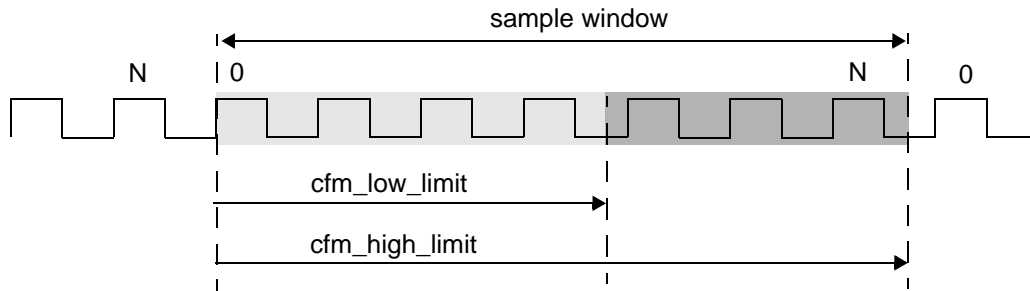 sample window
N 0 N 0
cfm_low_limit
cfm_high_limit